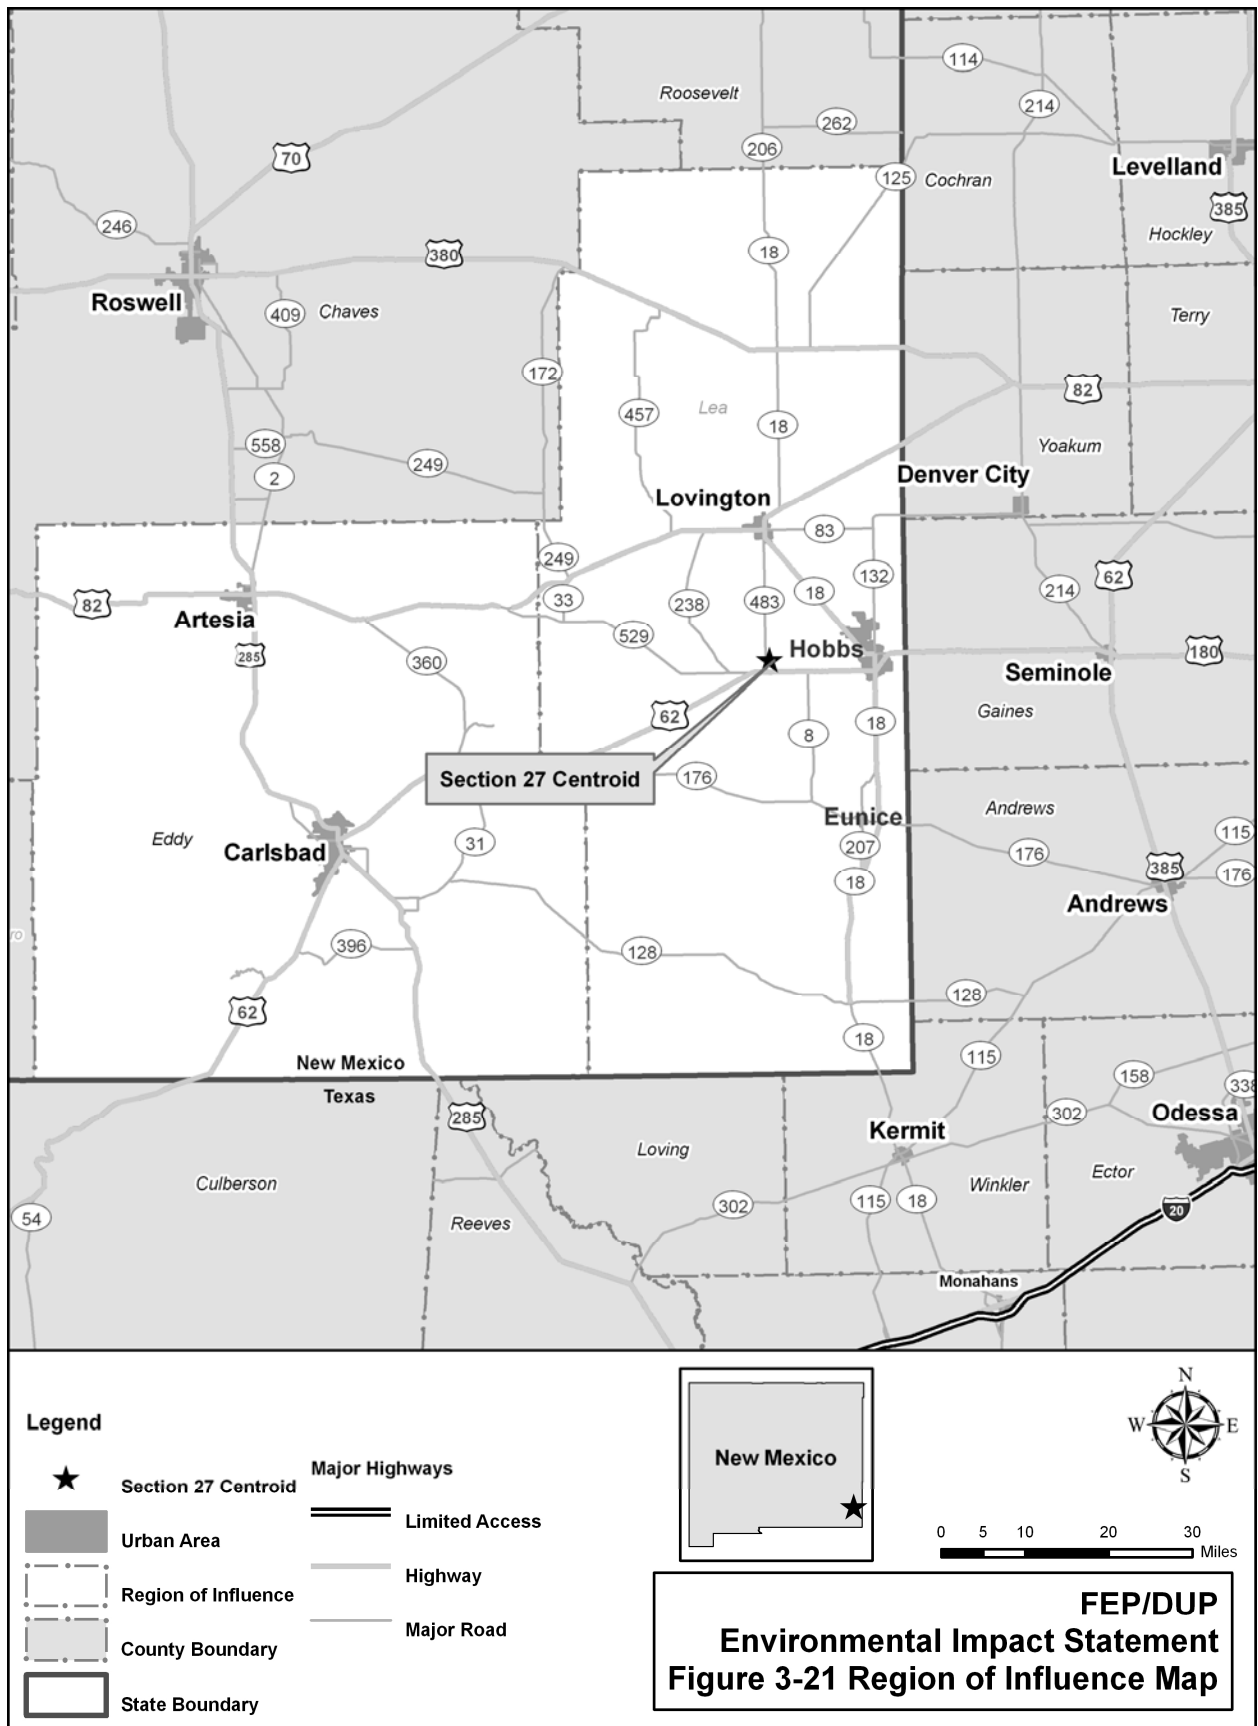 114
Roosevelt
214
262
206
70
Levelland
125
Cochran
385
246
Hockley
18
380
Roswell
409
Chaves
Terry
172
82
457
Lea
18
Yoakum
558
249
2
Denver City
Lovington
83
249
62
132
214
82
33
238
483
18
Artesia
529
Hobbs
285
360
180
Seminole
62
Gaines
18
8
Section 27 Centroid
176
Andrews
Eunice
115
Eddy
31
207
176
Carlsbad
385
176
18
Andrews
ro
396
128
128
62
18
New Mexico
115
Texas
158
338
285
302
Odessa
Kermit
Loving
Culberson
Winkler
Ector
54
302
115
18
20
Reeves
Monahans
Legend
Section 27 Centroid
Urban Area
Region of Influence
County Boundary
State Boundary
Major Highways
Limited Access
Highway
Major Road
New Mexico
N
W
E
S
0 5 10 20 30
Miles
FEP/DUP
Environmental Impact Statement
Figure 3-21 Region of Influence Map